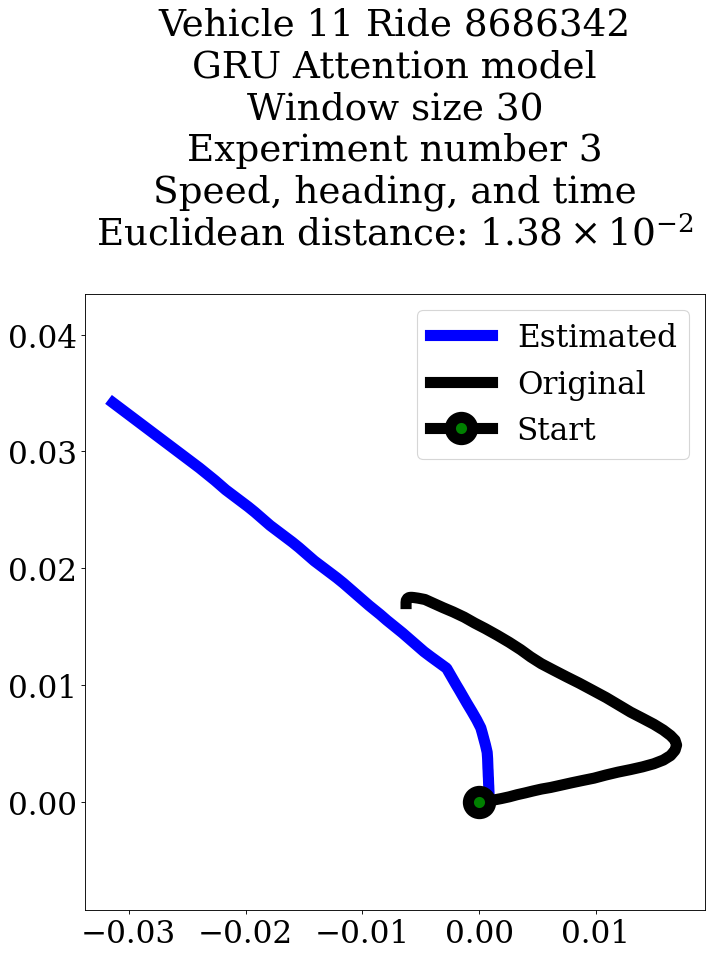 Vehicle 11 Ride 8686342
GRU Attention model
Window size 30
Experiment number 3
Speed, heading, and time
Euclidean distance: 1.38 × 10⁻²
Estimated
Original
Start
0.04
0.03
0.02
0.01
0.00
−0.03 −0.02 −0.01 0.00 0.01